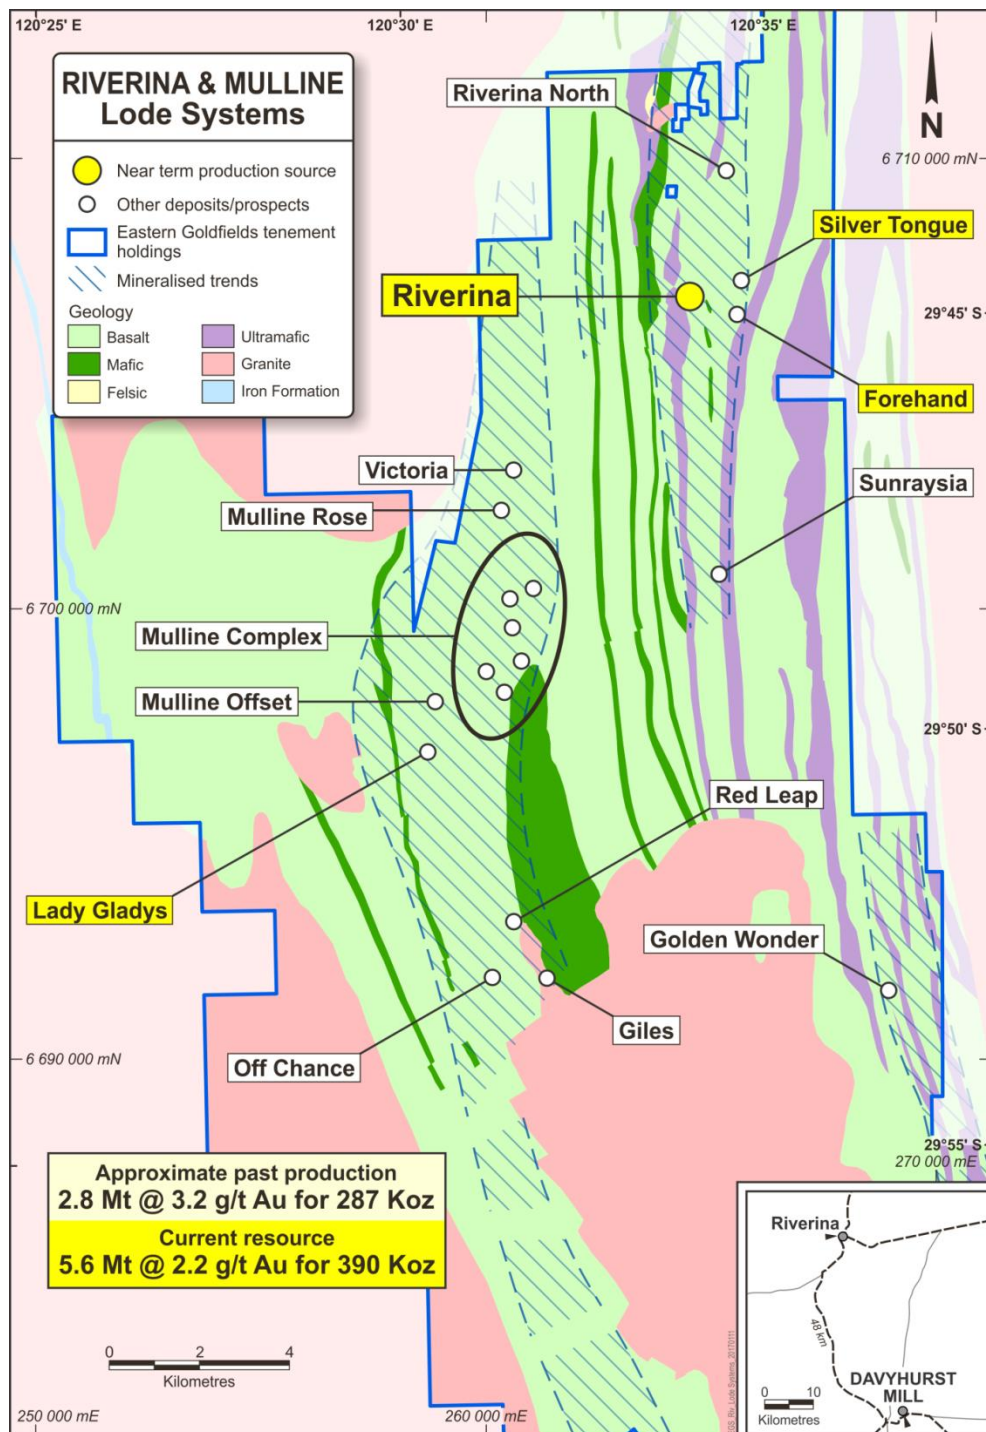 120°25' E
120°30' E
120°35' E
RIVERINA & MULLINE
Lode Systems
Near term production source
Other deposits/prospects
Eastern Goldfields tenement
holdings
Mineralised trends
Geology
Basalt
Ultramafic
Mafic
Granite
Felsic
Iron Formation
N
Riverina North
6 710 000 mN
Silver Tongue
Riverina
29°45' S
Forehand
Victoria
Sunraysia
Mulline Rose
6 700 000 mN
Mulline Complex
Mulline Offset
29°50' S
Red Leap
Lady Gladys
Golden Wonder
Giles
Off Chance
6 690 000 mN
29°55' S
270 000 mE
Approximate past production
2.8 Mt @ 3.2 g/t Au for 287 Koz
Current resource
5.6 Mt @ 2.2 g/t Au for 390 Koz
0 2 4
Kilometres
250 000 mE
260 000 mE
Riverina
48 km
DAVYHURST
MILL
0 10
Kilometres